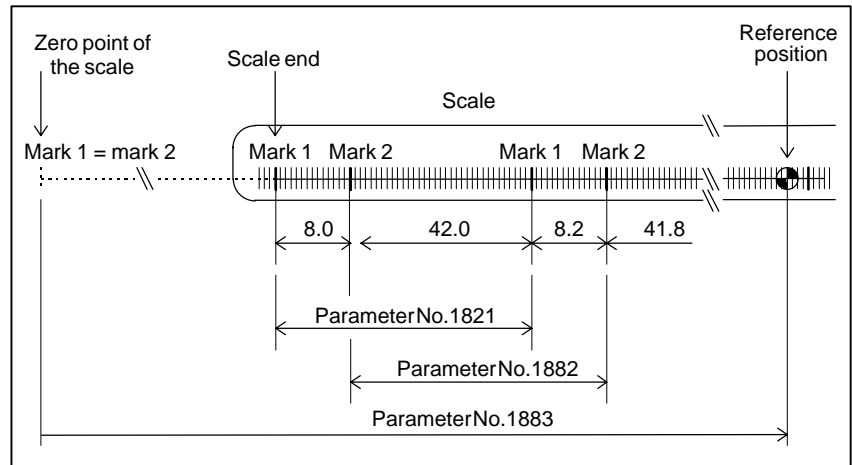 Zero point of
the scale
Scale end
Reference
position
Scale
Mark 1 = mark 2
Mark 1
Mark 2
Mark 1
Mark 2
8.0
42.0
8.2
41.8
ParameterNo.1821
ParameterNo.1882
ParameterNo.1883